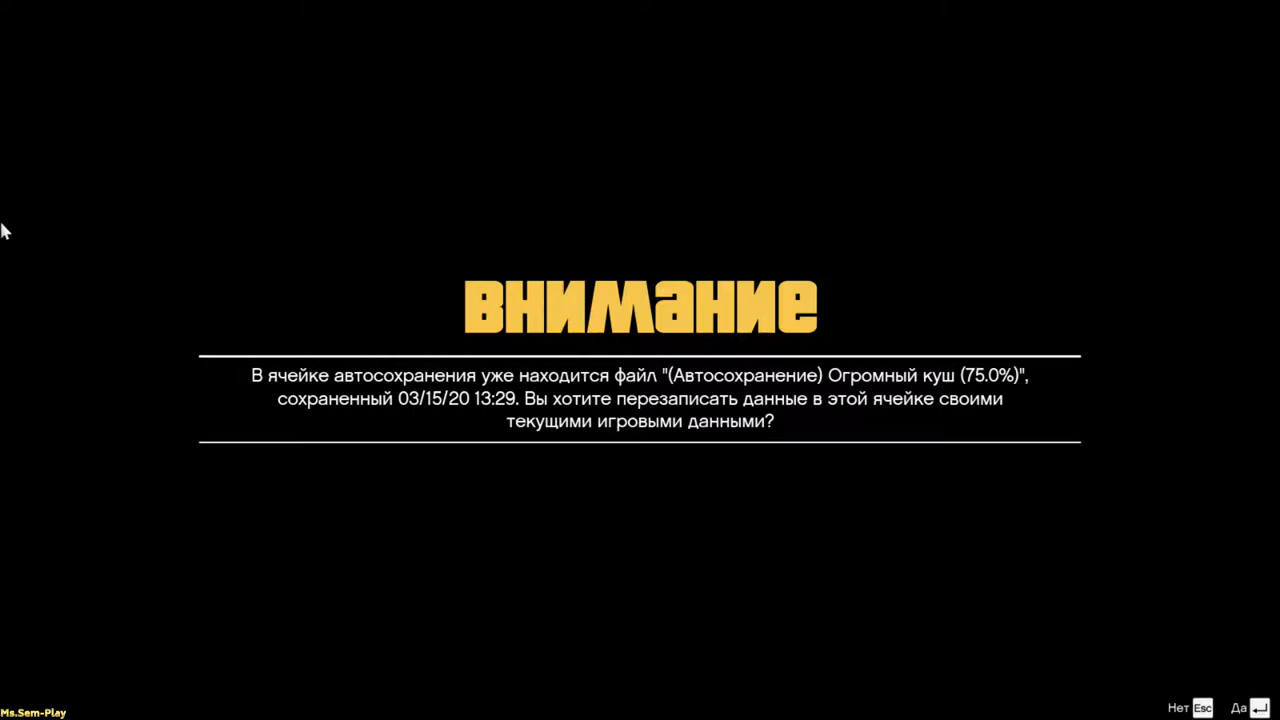 внимание
В ячейке автосохранения уже находится файл "(Автосохранение) Огромный куш (75.0%)",
сохраненный 03/15/20 13:29. Вы хотите перезаписать данные в этой ячейке своими
текущими игровыми данными?
Ms.Sem-Play
Нет Esc Да